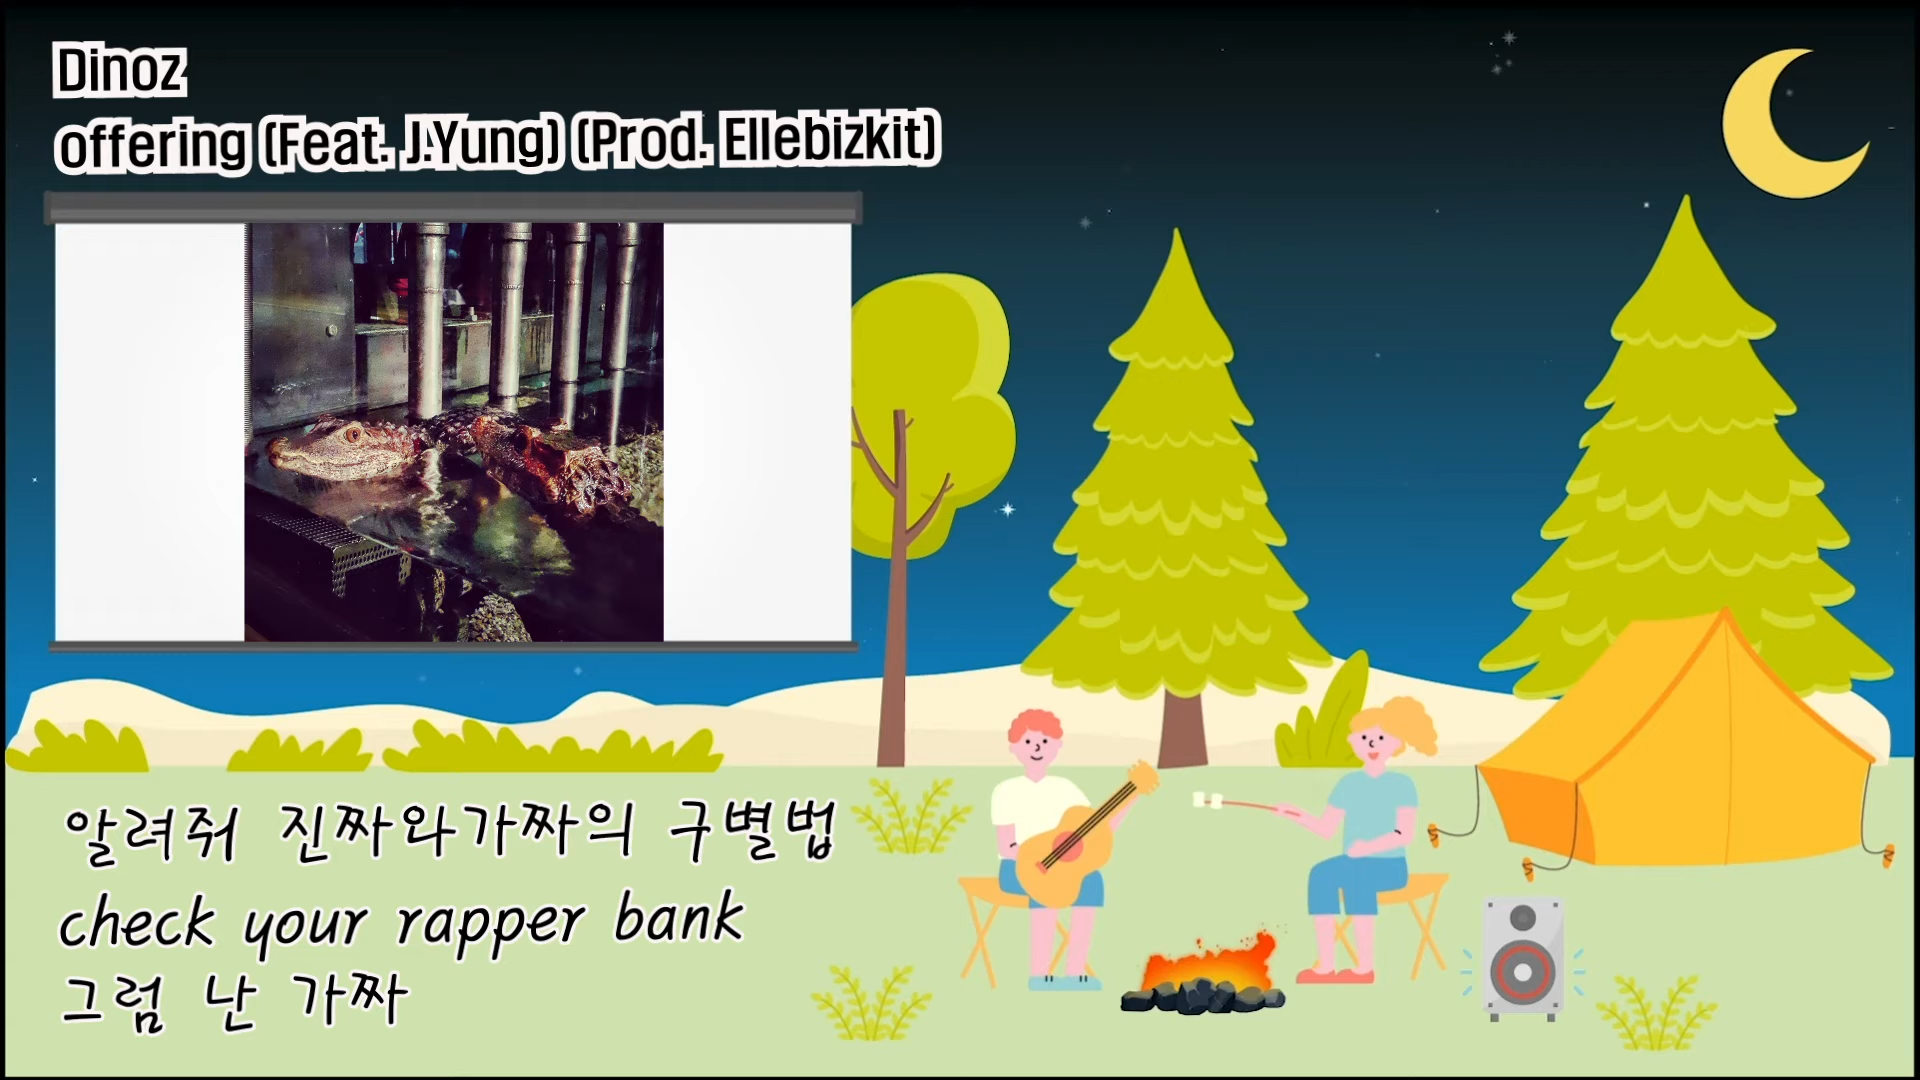 Dinoz
offering (Feat. J.Yung) (Prod. Ellebizkit)
알려줘 진짜와가짜의 구별법
check your rapper bank
그럼 난 가짜